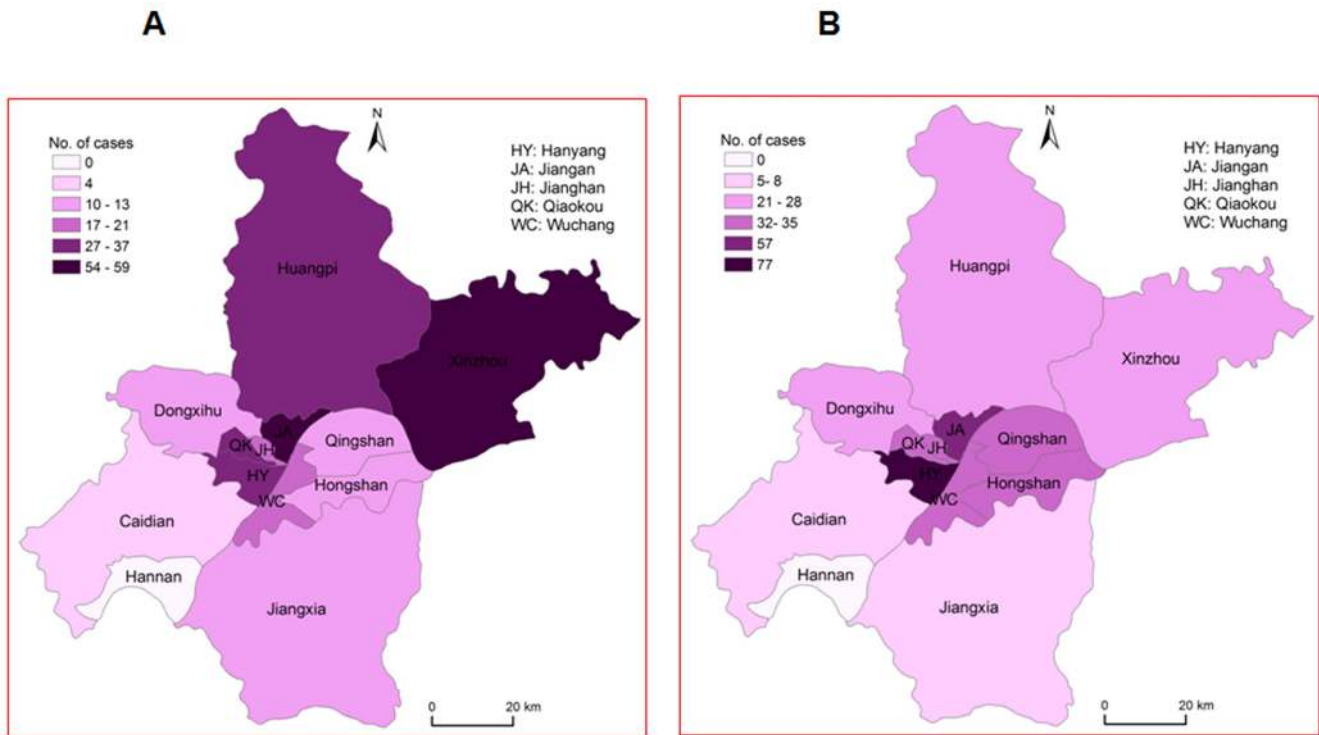 A
B
No. of cases
0
4
10 - 13
17 - 21
27 - 37
54 - 59
N
HY: Hanyang
JA: Jiangan
JH: Jianghan
QK: Qiaokou
WC: Wuchang
Huangpi
Xinzhou
Dongxihu
JA
QK
JH
Qingshan
HY
Hongshan
WC
Caidian
Hannan
Jiangxia
0
20 km
No. of cases
0
5- 8
21 - 28
32- 35
57
77
N
HY: Hanyang
JA: Jiangan
JH: Jianghan
QK: Qiaokou
WC: Wuchang
Huangpi
Xinzhou
Dongxihu
JA
QK
JH
Qingshan
HY
Hongshan
WC
Caidian
Hannan
Jiangxia
0
20 km